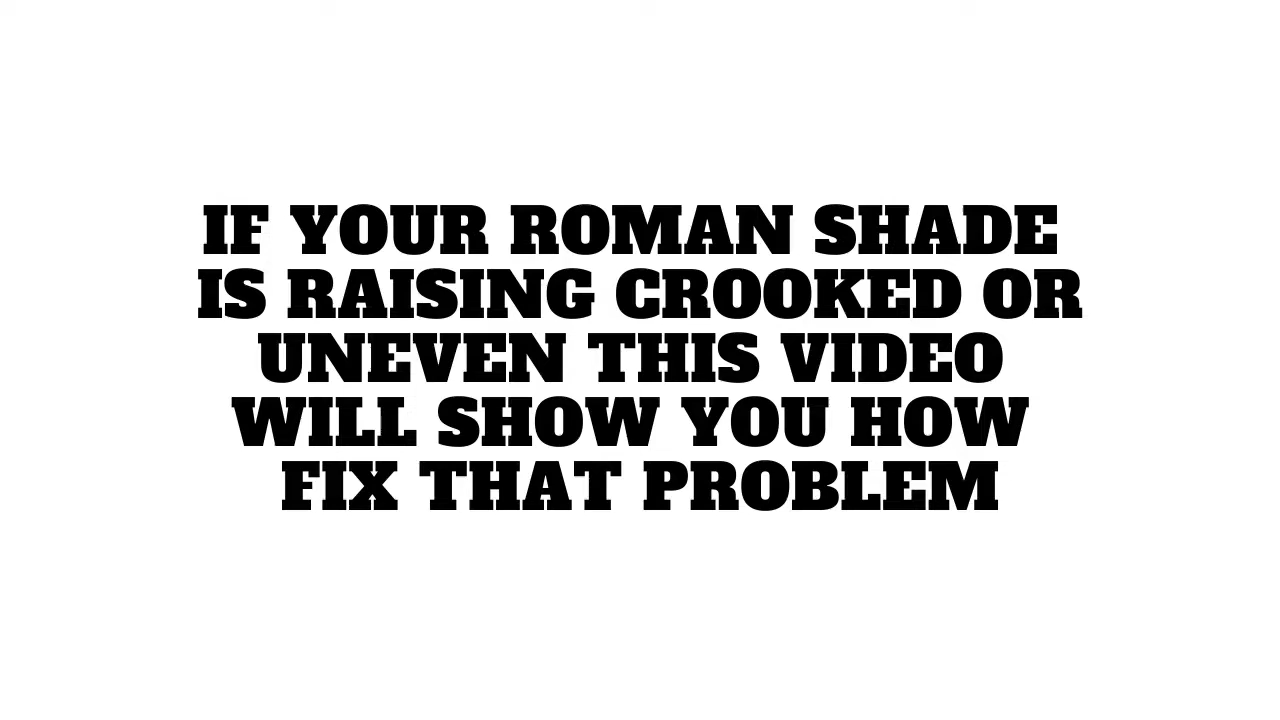 IF YOUR ROMAN SHADE
IS RAISING CROOKED OR
UNEVEN THIS VIDEO
WILL SHOW YOU HOW
FIX THAT PROBLEM